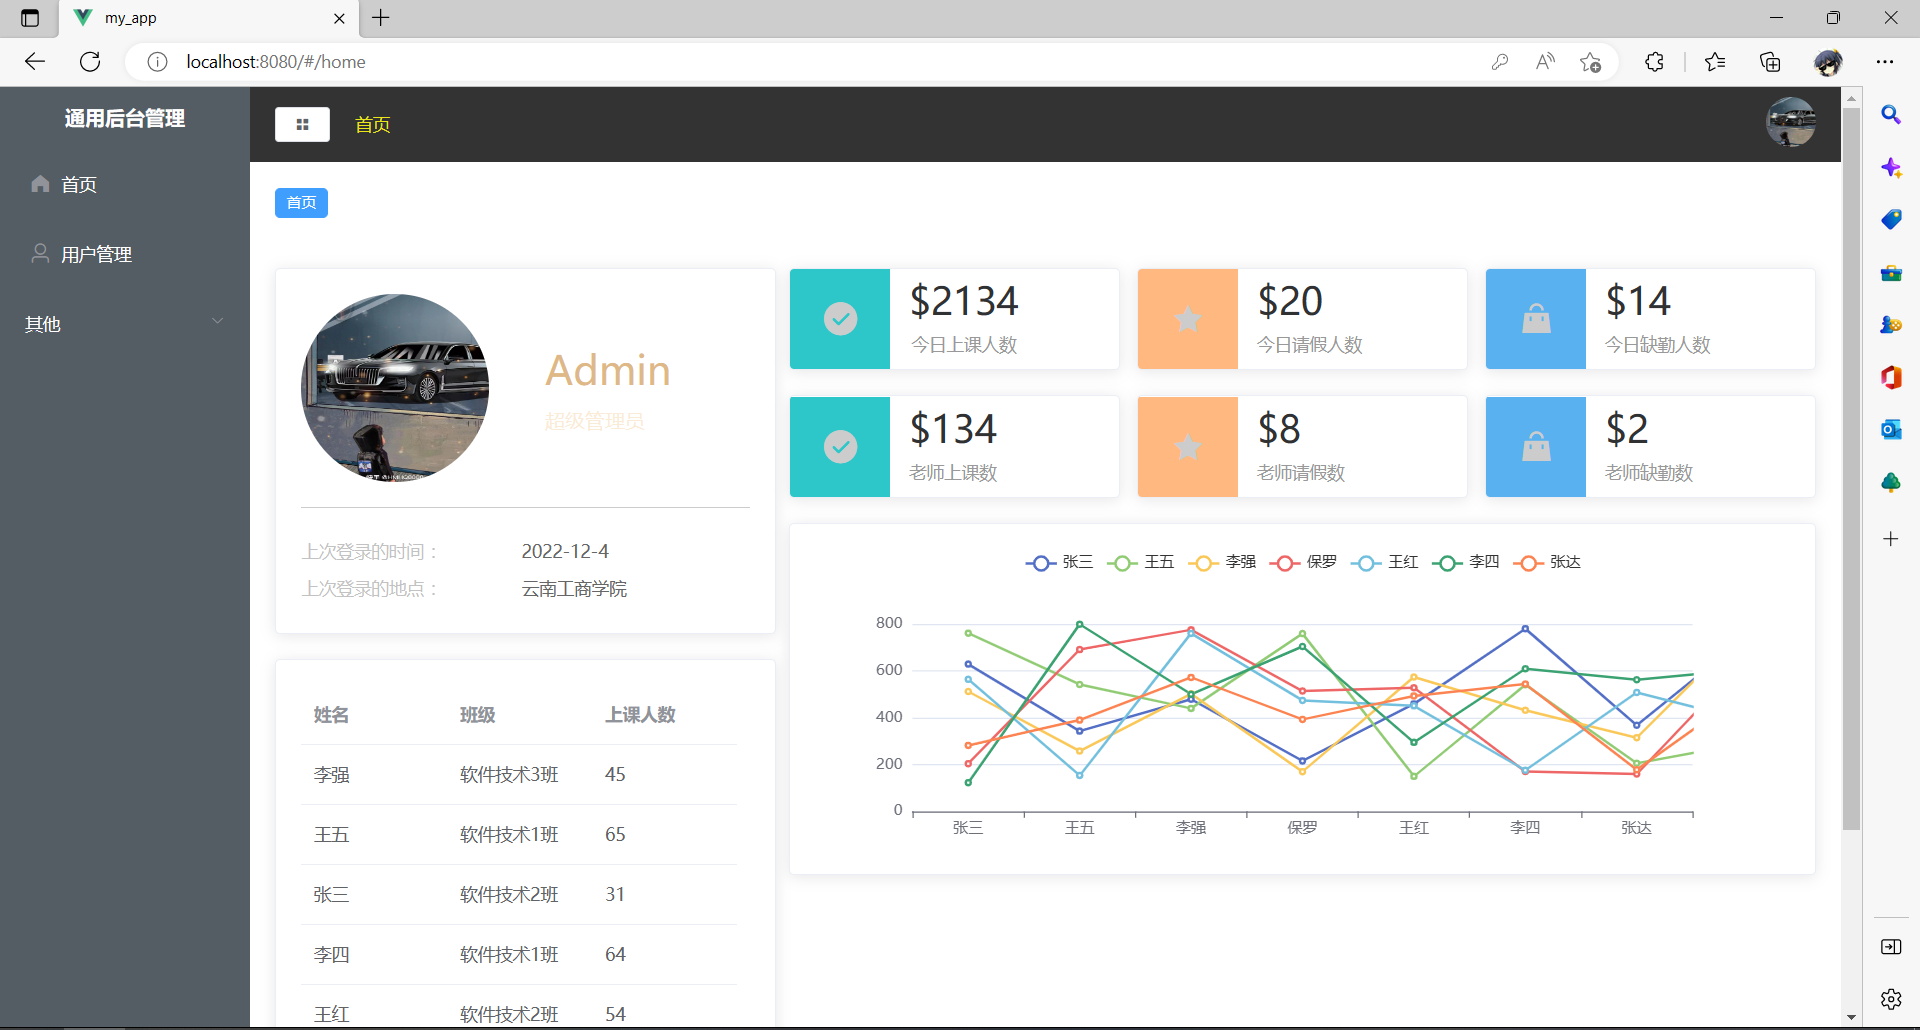 my_app
localhost:8080/#/home
通用后台管理
首页
用户管理
其他
首页
首页
Admin
超级管理员
上次登录的时间：
2022-12-4
上次登录的地点：
云南工商学院
姓名 班级 上课人数
李强 软件技术3班 45
王五 软件技术1班 65
张三 软件技术2班 31
李四 软件技术1班 64
王红 软件技术2班 54
$2134
今日上课人数
$20
今日请假人数
$14
今日缺勤人数
$134
老师上课数
$8
老师请假数
$2
老师缺勤数
张三 王五 李强 保罗 王红 李四 张达
800
600
400
200
0
张三 王五 李强 保罗 王红 李四 张达